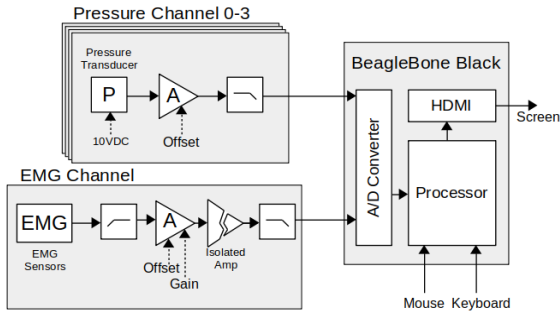 Pressure Channel 0-3
Pressure
Transducer
P
A
10VDC
Offset
EMG Channel
EMG
EMG
Sensors
A
Offset
Gain
Isolated
Amp
BeagleBone Black
A/D Converter
HDMI
Processor
Screen
Mouse
Keyboard